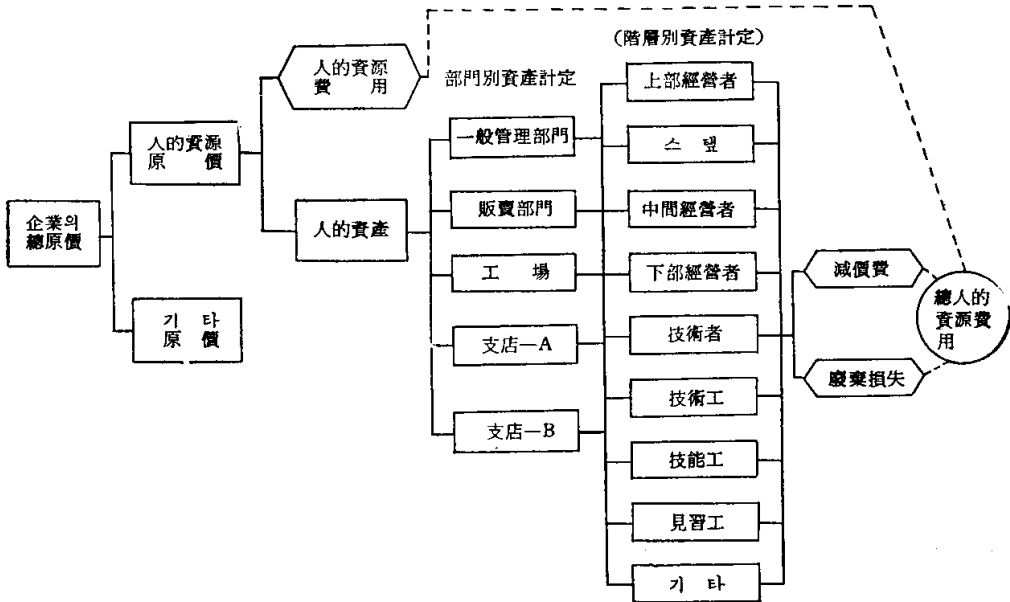 (階層別資產計定)
人的資源
費用
部門別資產計定
上部經營者
人的資源
原價
一般管理部門
스탶
企業의
總原價
人的資產
販賣部門
中間經營者
工場
下部經營者
減價費
總人的
資源費
用
기타
原價
支店—A
技術者
廢棄損失
技術工
支店—B
技能工
見習工
기타